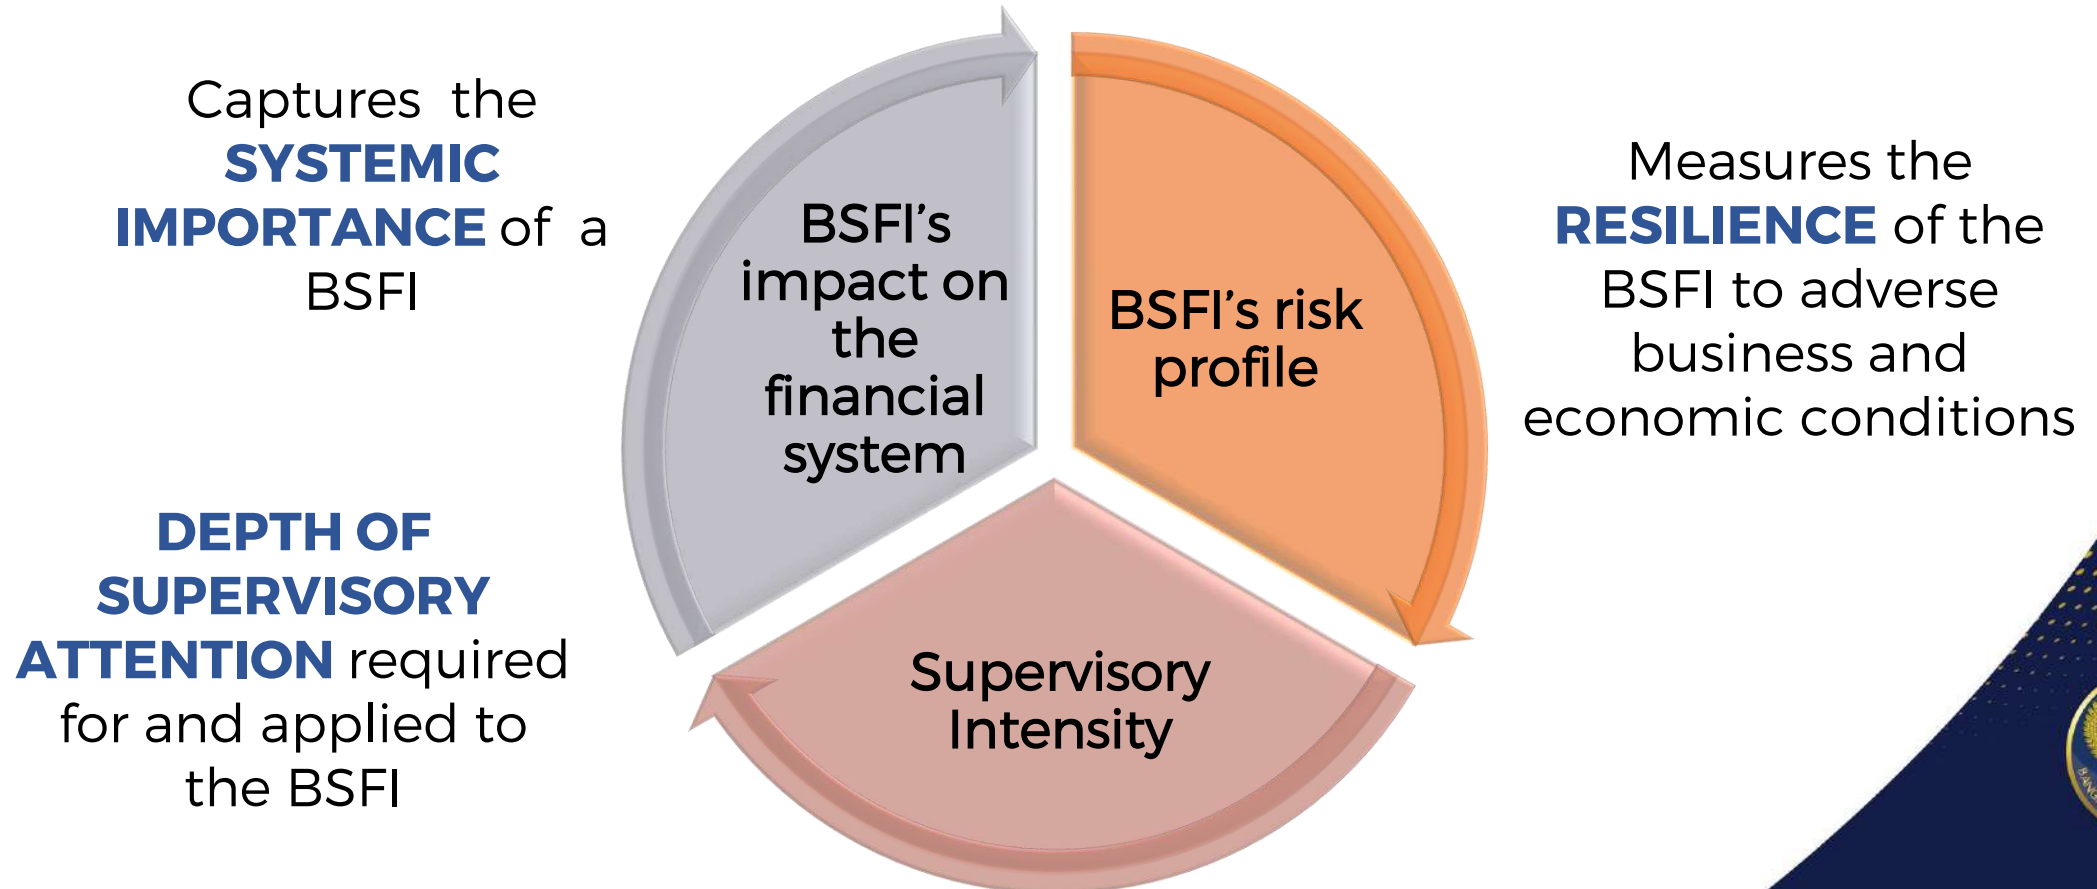 Captures the
SYSTEMIC
IMPORTANCE of a
BSFI
BSFI's
impact on
the
financial
system
BSFI's risk
profile
Measures the
RESILIENCE of the
BSFI to adverse
business and
economic conditions
DEPTH OF
SUPERVISORY
ATTENTION required
for and applied to
the BSFI
Supervisory
Intensity